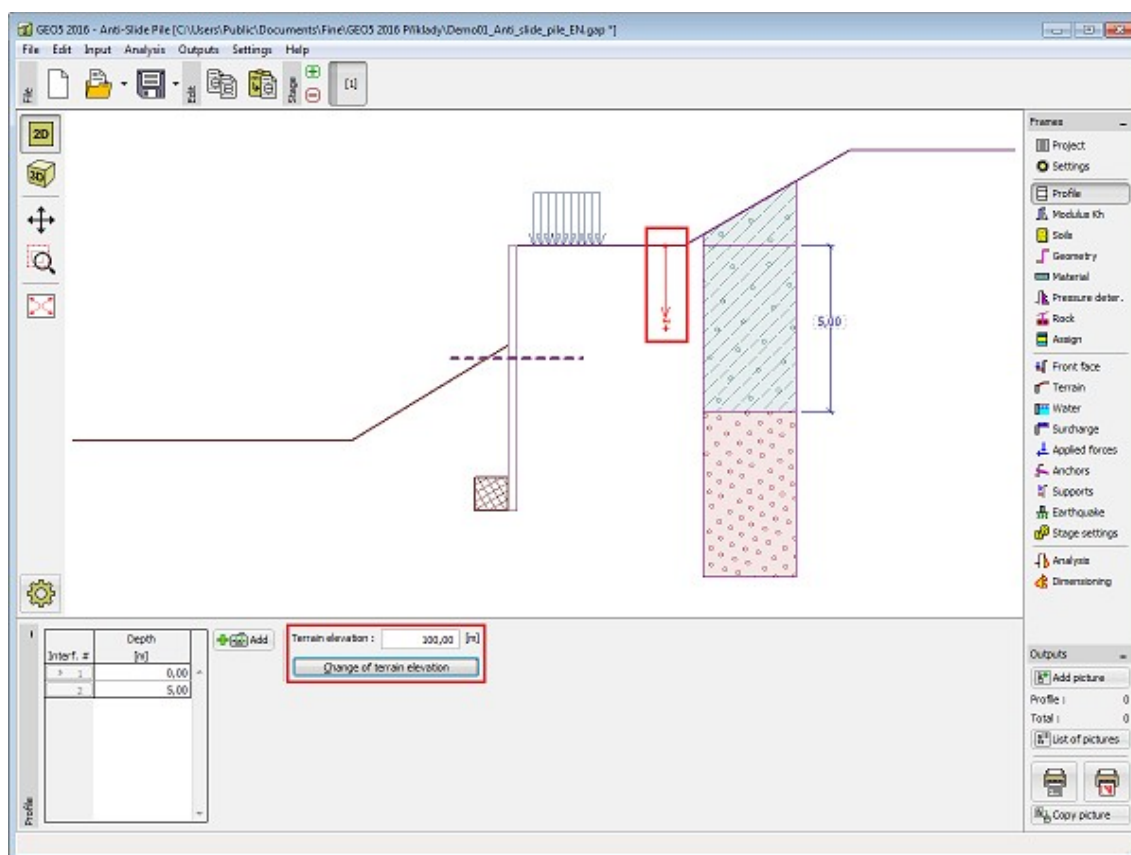 GEO5 2016 - Anti-Slide Pile [C:\Users\Public\Documents\Fine\GEO5 2016 Příklady\Demo01_Anti_slide_pile_EN.gap *]
File Edit Input Analysis Outputs Settings Help
File
Edit
Stage
[1]
2D
3D
+z
5,00
Frames
Project
Settings
Profile
Modulus Kh
Soils
Geometry
Material
Pressure deter.
Rock
Assign
Front face
Terrain
Water
Surcharge
Applied forces
Anchors
Supports
Earthquake
Stage settings
Analysis
Dimensioning
Interf. # Depth
[m]
> 1 0,00
2 5,00
Add
Terrain elevation : 100,00 [m]
Change of terrain elevation
Profile
Outputs
Add picture
Profile : 0
Total : 0
List of pictures
Copy picture